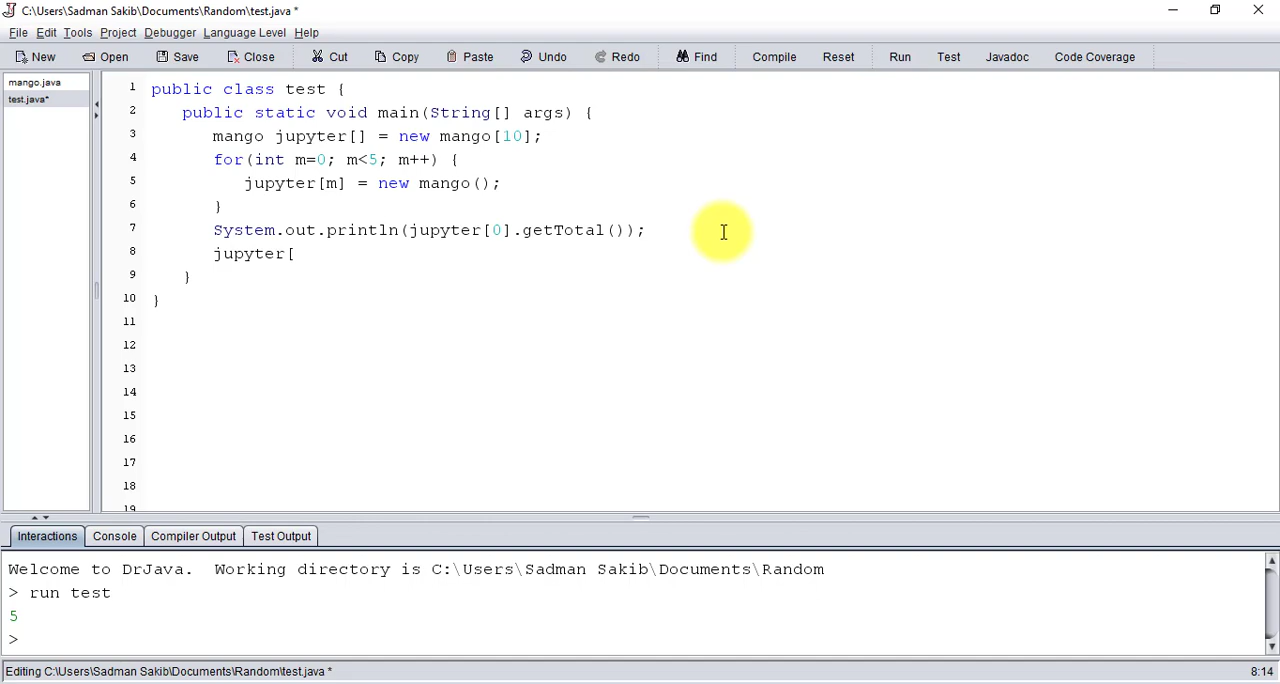 C:\Users\Sadman Sakib\Documents\Random\test.java *
File Edit Tools Project Debugger Language Level Help
New Open Save Close Cut Copy Paste Undo Redo Find Compile Reset Run Test Javadoc Code Coverage
mango.java
test.java*
1 public class test {
2 public static void main(String[] args) {
3 mango jupyter[] = new mango[10];
4 for(int m=0; m<5; m++) {
5 jupyter[m] = new mango();
6 }
7 System.out.println(jupyter[0].getTotal());
8 jupyter[
9 }
10 }
11
12
13
14
15
16
17
18
19
Interactions Console Compiler Output Test Output
Welcome to DrJava. Working directory is C:\Users\Sadman Sakib\Documents\Random
> run test
5
>
Editing C:\Users\Sadman Sakib\Documents\Random\test.java * 8:14